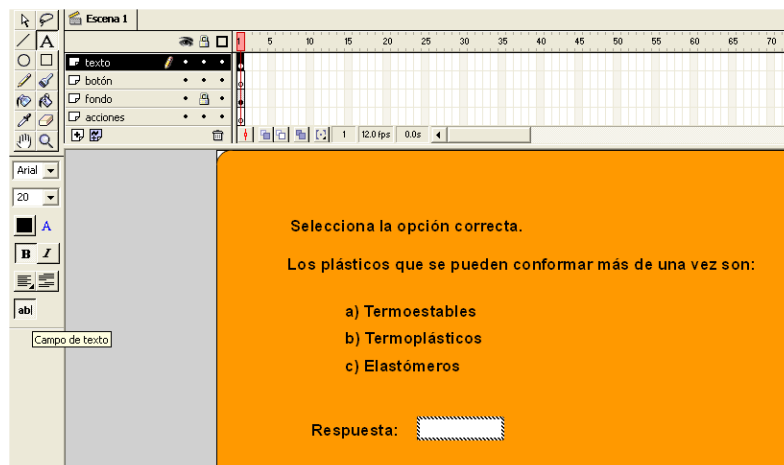 Escena 1
A
1 5 10 15 20 25 30 35 40 45 50 55 60 65 70
texto
botón
fondo
acciones
1 12.0 fps 0.0s
Arial
20
A
B I
ab|
Campo de texto
Selecciona la opción correcta.
Los plásticos que se pueden conformar más de una vez son:
a) Termoestables
b) Termoplásticos
c) Elastómeros
Respuesta: